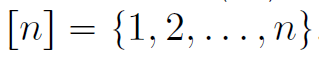 [n] = {1, 2, . . . , n}